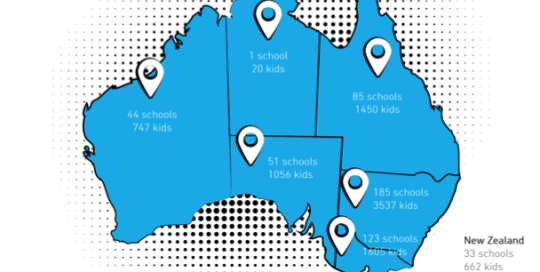 1 school
20 kids
85 schools
1450 kids
44 schools
747 kids
51 schools
1056 kids
185 schools
3537 kids
123 schools
1605 kids
New Zealand
33 schools
662 kids